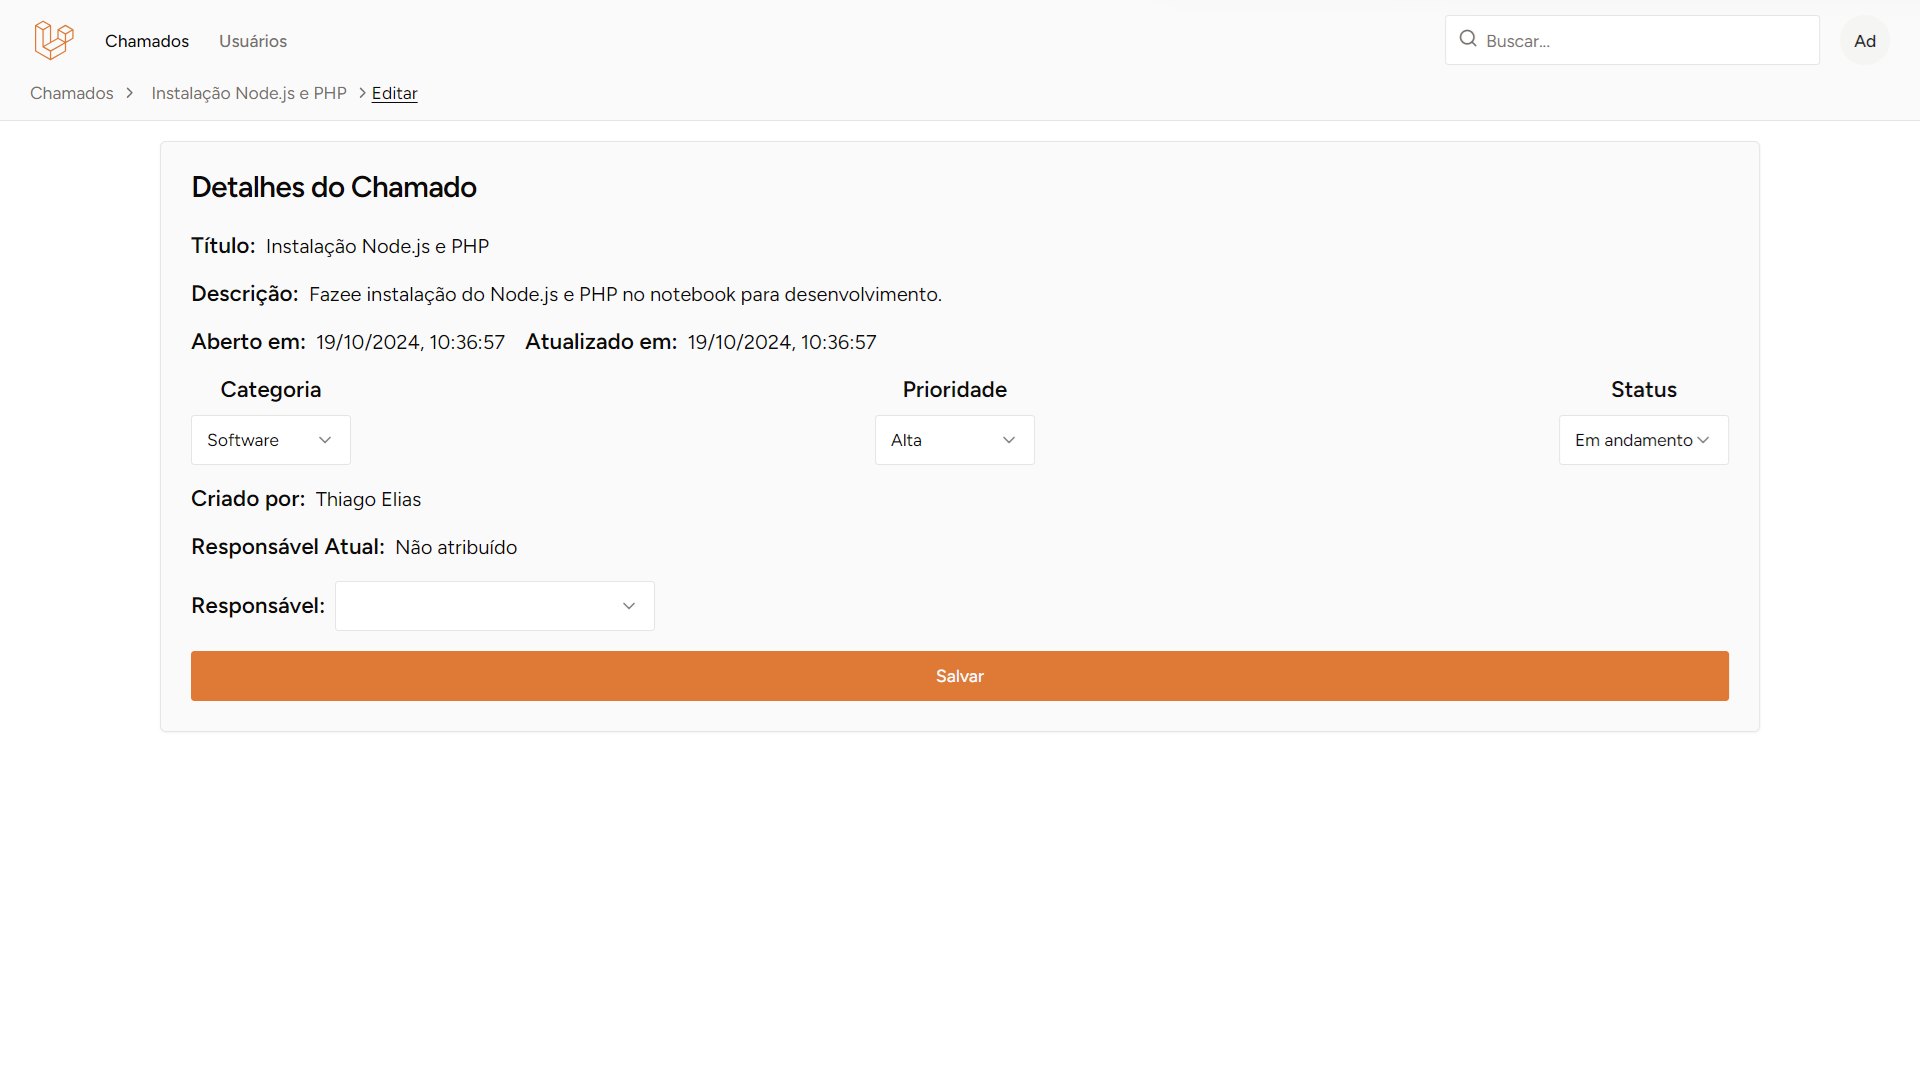 Chamados Usuários Buscar... Ad
Chamados Instalação Node.js e PHP Editar
Detalhes do Chamado
Título: Instalação Node.js e PHP
Descrição: Fazee instalação do Node.js e PHP no notebook para desenvolvimento.
Aberto em: 19/10/2024, 10:36:57 Atualizado em: 19/10/2024, 10:36:57
Categoria Prioridade Status
Software Alta Em andamento
Criado por: Thiago Elias
Responsável Atual: Não atribuído
Responsável:
Salvar